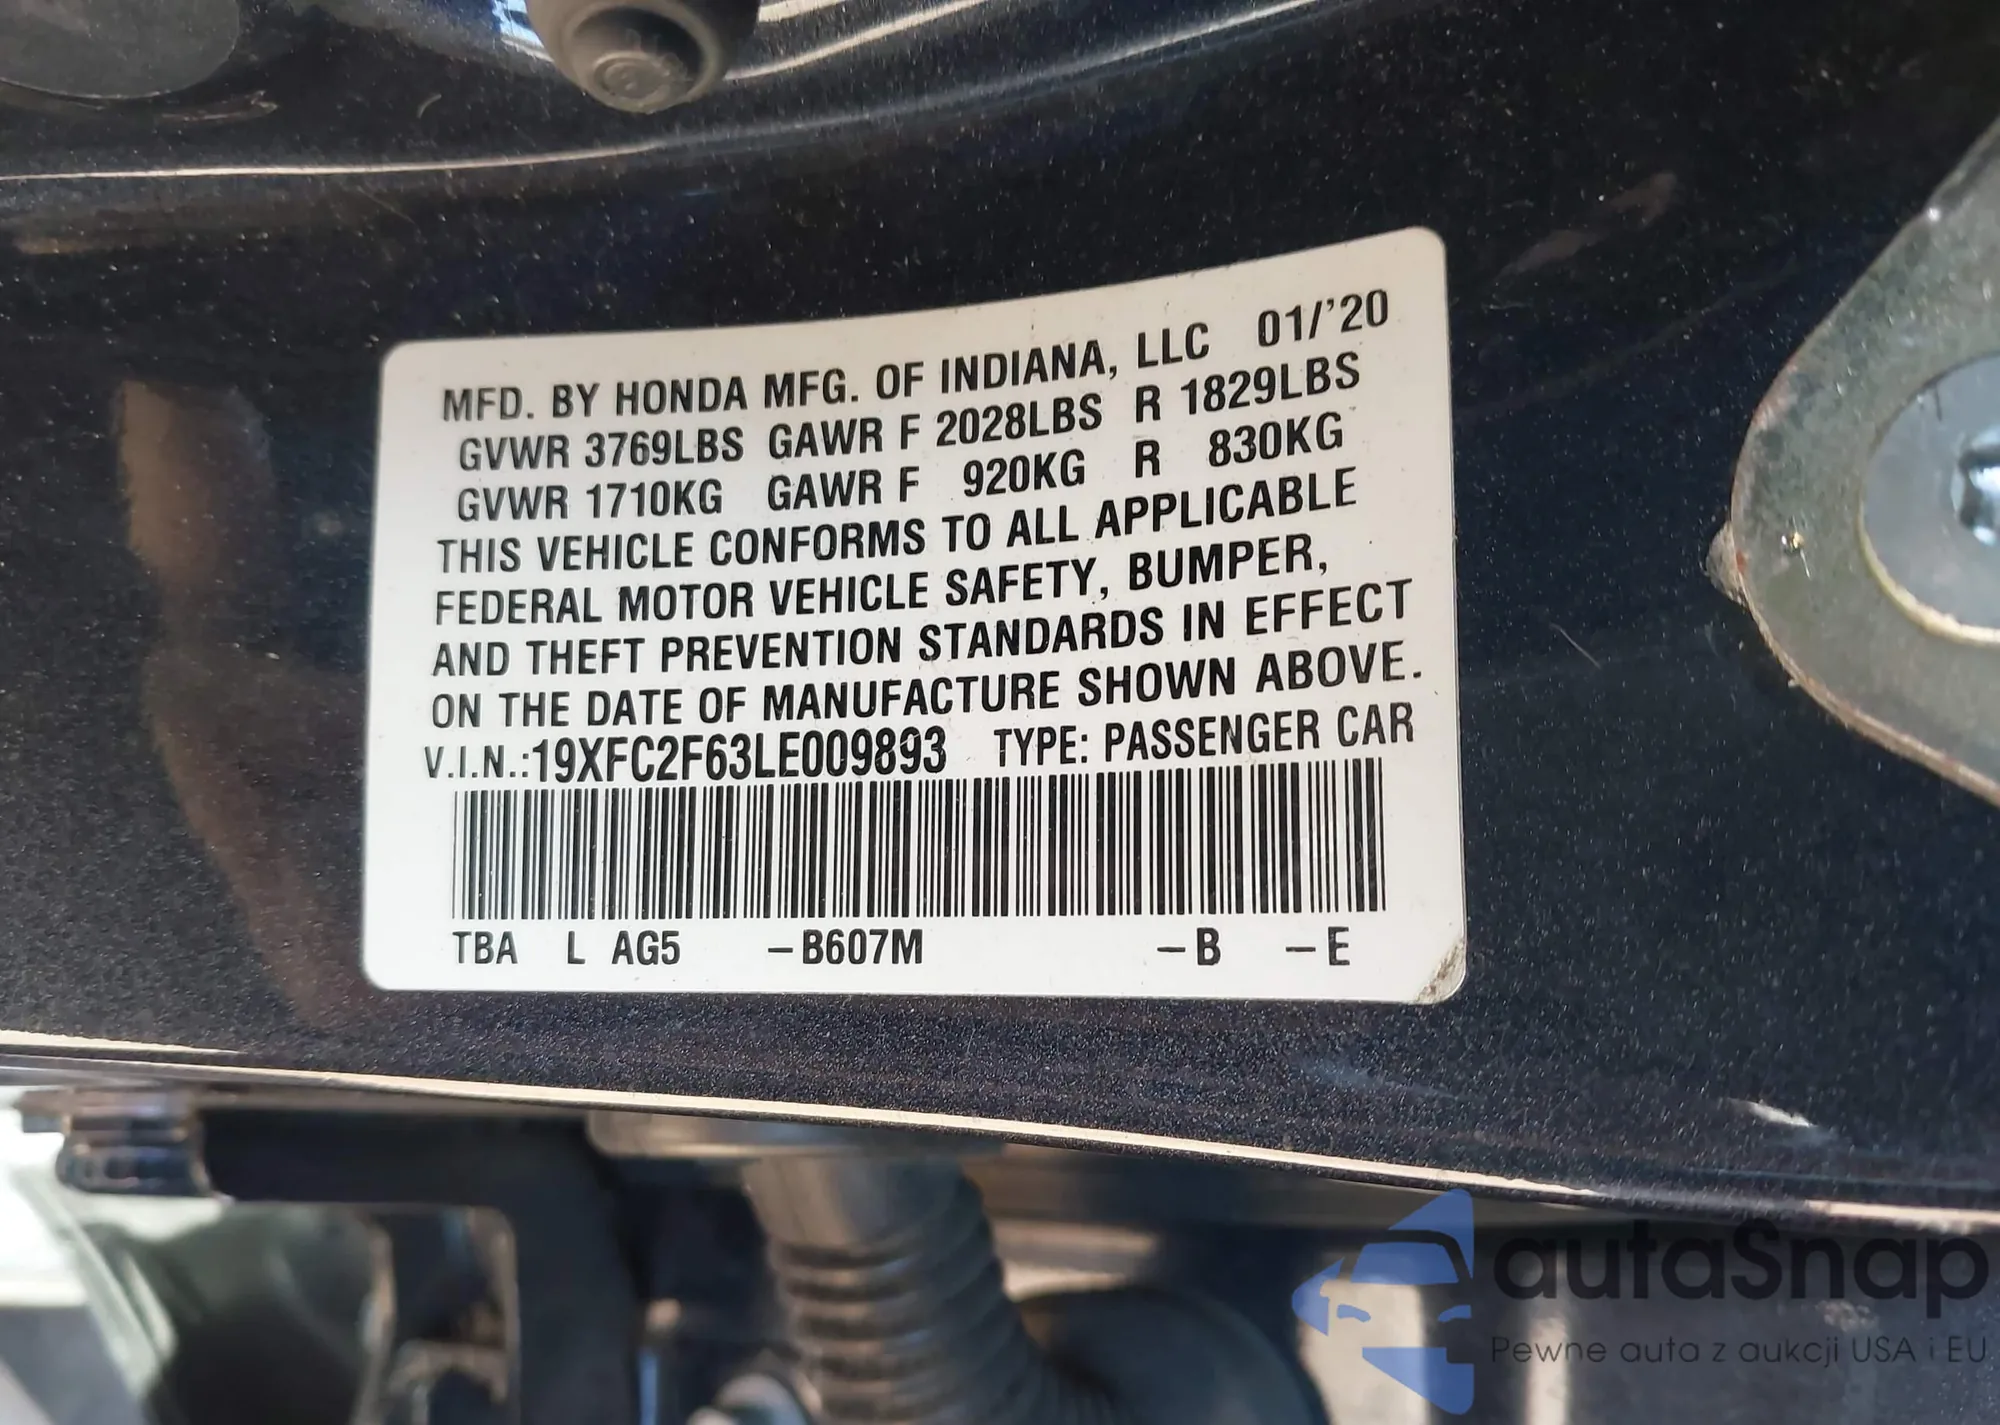 MFD. BY HONDA MFG. OF INDIANA, LLC 01/'20
GVWR 3769LBS GAWR F 2028LBS R 1829LBS
GVWR 1710KG GAWR F 920KG R 830KG
THIS VEHICLE CONFORMS TO ALL APPLICABLE
FEDERAL MOTOR VEHICLE SAFETY, BUMPER,
AND THEFT PREVENTION STANDARDS IN EFFECT
ON THE DATE OF MANUFACTURE SHOWN ABOVE.
V.I.N.:19XFC2F63LE009893 TYPE: PASSENGER CAR
TBA L AG5 –B607M –B –E
autaSnap
Pewne auta z aukcji USA i EU